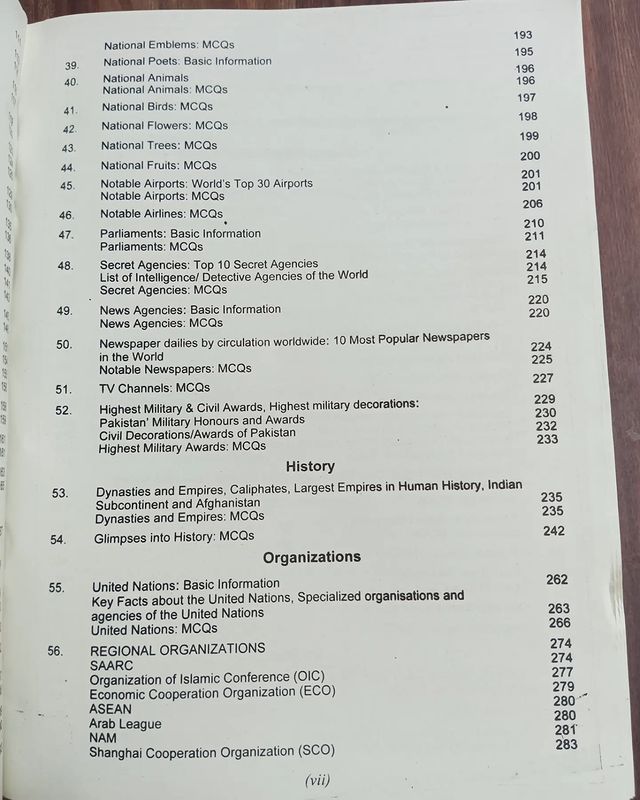 National Emblems: MCQs 193
39. National Poets: Basic Information 195
40. National Animals 196
National Animals: MCQs 196
41. National Birds: MCQs 197
42. National Flowers: MCQs 198
43. National Trees: MCQs 199
44. National Fruits: MCQs 200
45. Notable Airports: World's Top 30 Airports 201
Notable Airports: MCQs 201
46. Notable Airlines: MCQs 206
47. Parliaments: Basic Information 210
Parliaments: MCQs 211
48. Secret Agencies: Top 10 Secret Agencies 214
List of Intelligence/ Detective Agencies of the World 214
Secret Agencies: MCQs 215
49. News Agencies: Basic Information 220
News Agencies: MCQs 220
50. Newspaper dailies by circulation worldwide: 10 Most Popular Newspapers
in the World 224
Notable Newspapers: MCQs 225
51. TV Channels: MCQs 227
52. Highest Military & Civil Awards, Highest military decorations: 229
Pakistan' Military Honours and Awards 230
Civil Decorations/Awards of Pakistan 232
Highest Military Awards: MCQs 233
History
53. Dynasties and Empires, Caliphates, Largest Empires in Human History, Indian
Subcontinent and Afghanistan 235
Dynasties and Empires: MCQs 235
54. Glimpses into History: MCQs 242
Organizations
55. United Nations: Basic Information 262
Key Facts about the United Nations, Specialized organisations and
agencies of the United Nations 263
United Nations: MCQs 266
56. REGIONAL ORGANIZATIONS 274
SAARC 274
Organization of Islamic Conference (OIC) 277
Economic Cooperation Organization (ECO) 279
ASEAN 280
Arab League 280
NAM 281
Shanghai Cooperation Organization (SCO) 283
(vii)